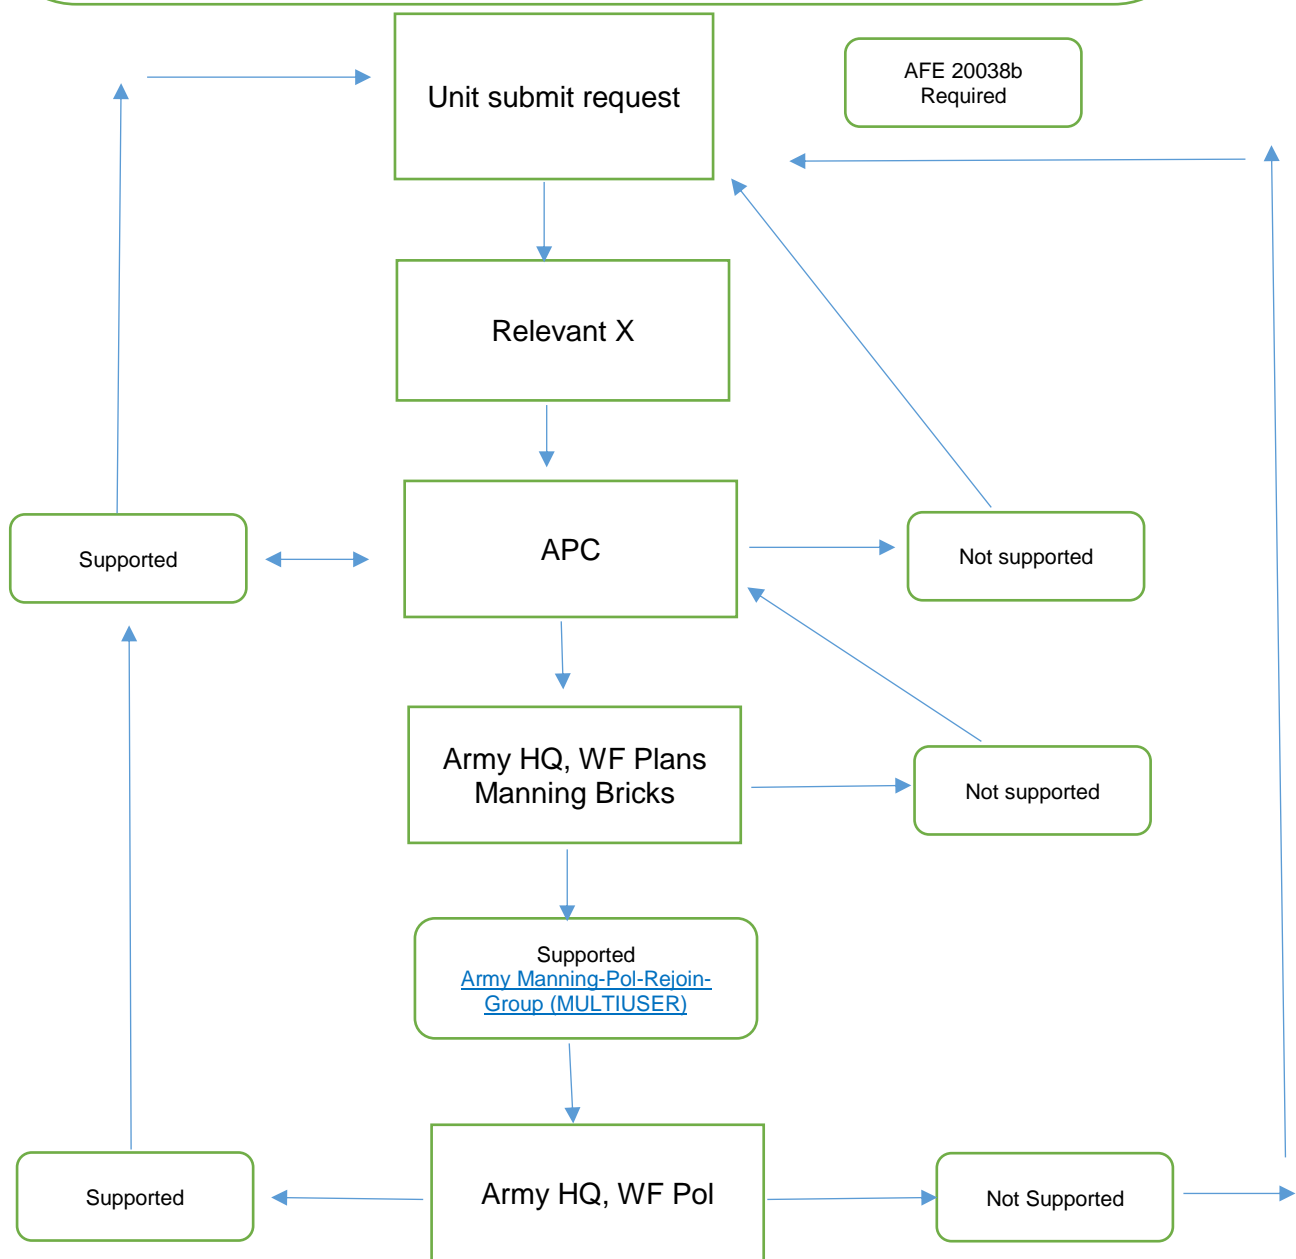 Unit submit request
AFE 20038b
Required
Relevant X
Supported
APC
Not supported
Army HQ, WF Plans
Manning Bricks
Not supported
Supported
Army Manning-Pol-Rejoin-
Group (MULTIUSER)
Supported
Army HQ, WF Pol
Not Supported